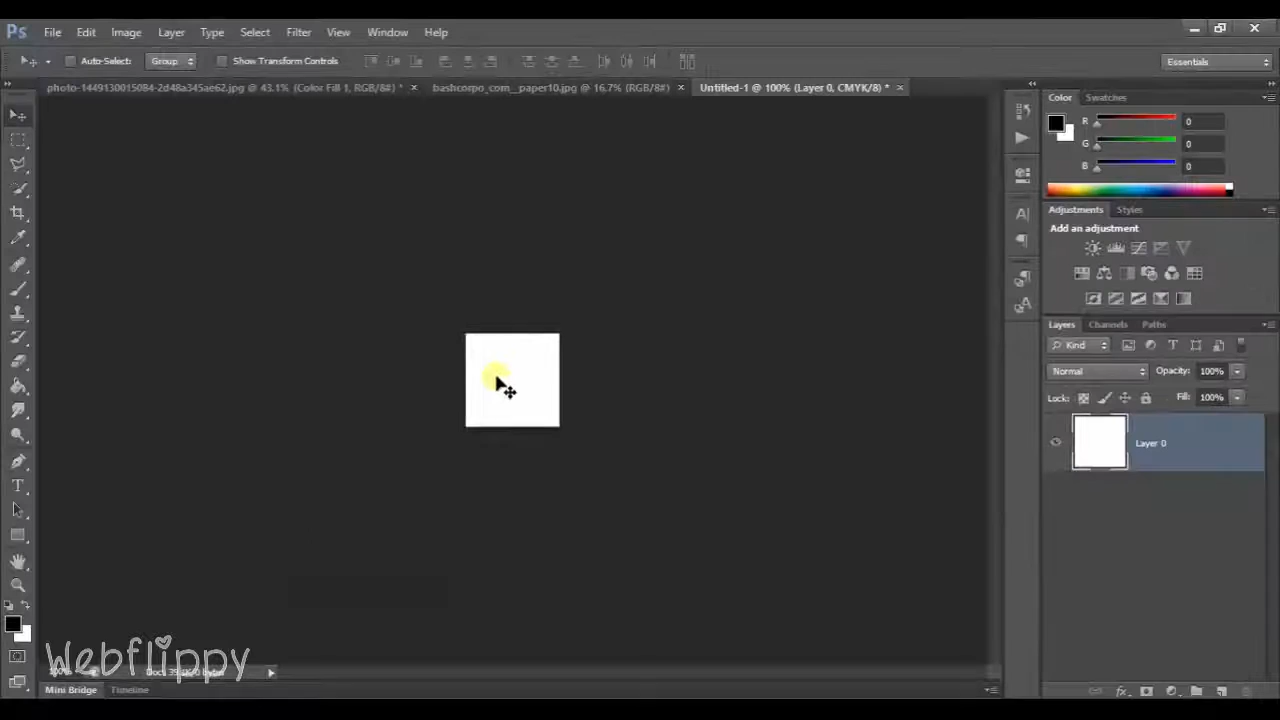 Ps File Edit Image Layer Type Select Filter View Window Help
Auto-Select: Group Show Transform Controls Essentials
photo-1449130015084-2d48a345ae62.jpg @ 43.1% (Color Fill 1, RGB/8#) * × bashcorpo_com__paper10.jpg @ 16.7% (RGB/8#) × Untitled-1 @ 100% (Layer 0, CMYK/8) * ×
Color Swatches
R 0
G 0
B 0
Adjustments Styles
Add an adjustment
Layers Channels Paths
Kind
Normal Opacity: 100%
Lock: Fill: 100%
Layer 0
Webflippy
Mini Bridge Timeline